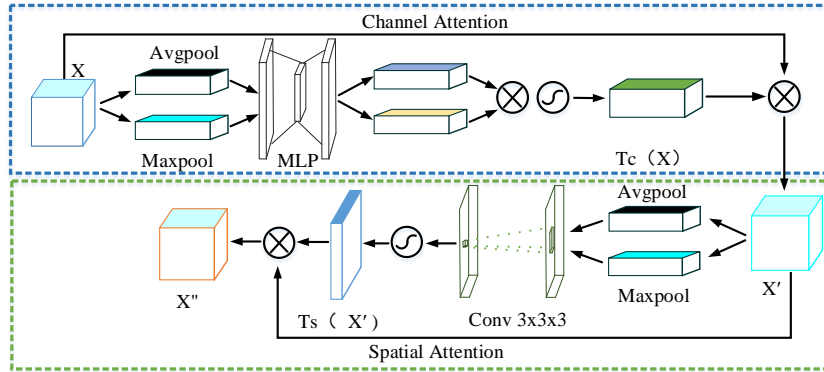 Channel Attention
X
Avgpool
Maxpool
MLP
Tc（X）
Avgpool
Maxpool
X′
Conv 3x3x3
Ts（ X′）
X″
Spatial Attention